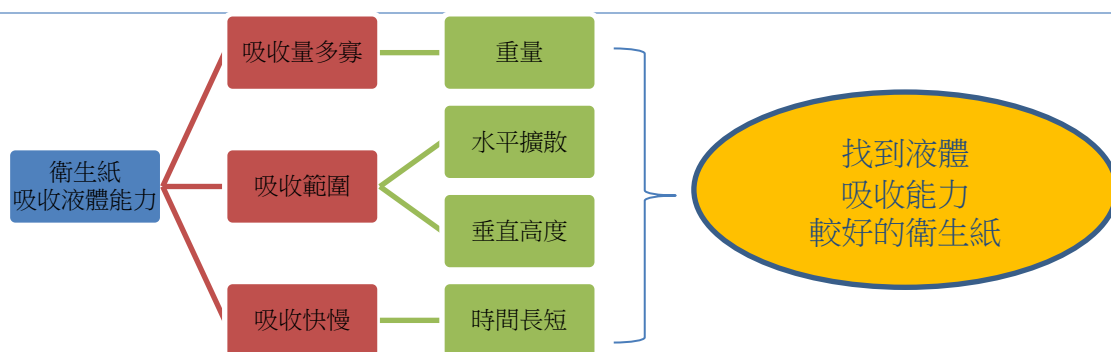 衛生紙
吸收液體能力
吸收量多寡
重量
吸收範圍
水平擴散
垂直高度
吸收快慢
時間長短
找到液體
吸收能力
較好的衛生紙